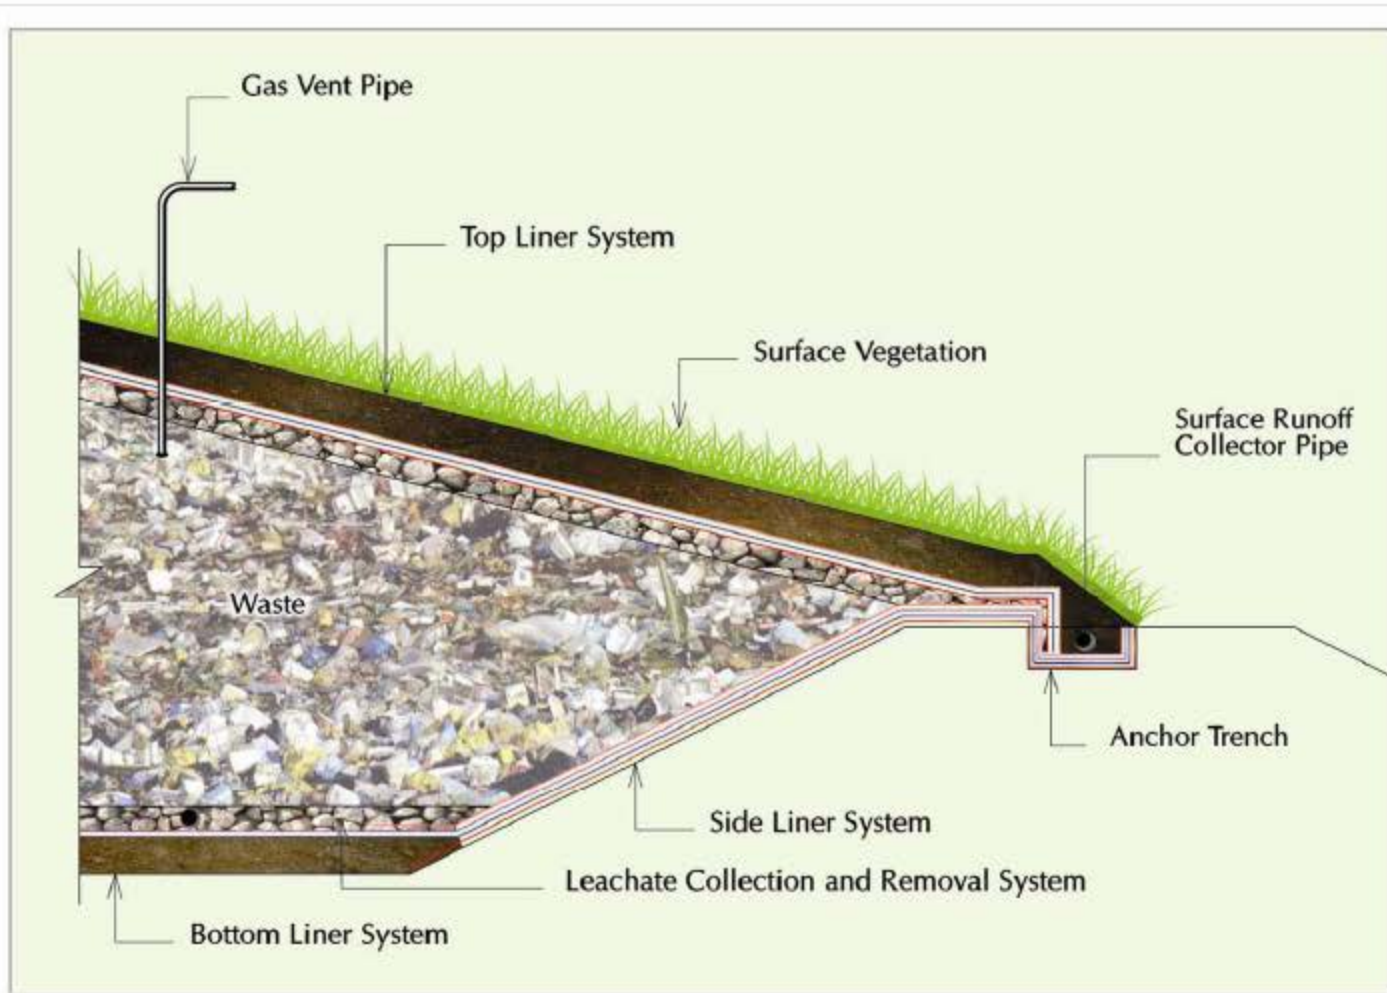 Gas Vent Pipe
Top Liner System
Surface Vegetation
Surface Runoff
Collector Pipe
Waste
Anchor Trench
Side Liner System
Leachate Collection and Removal System
Bottom Liner System